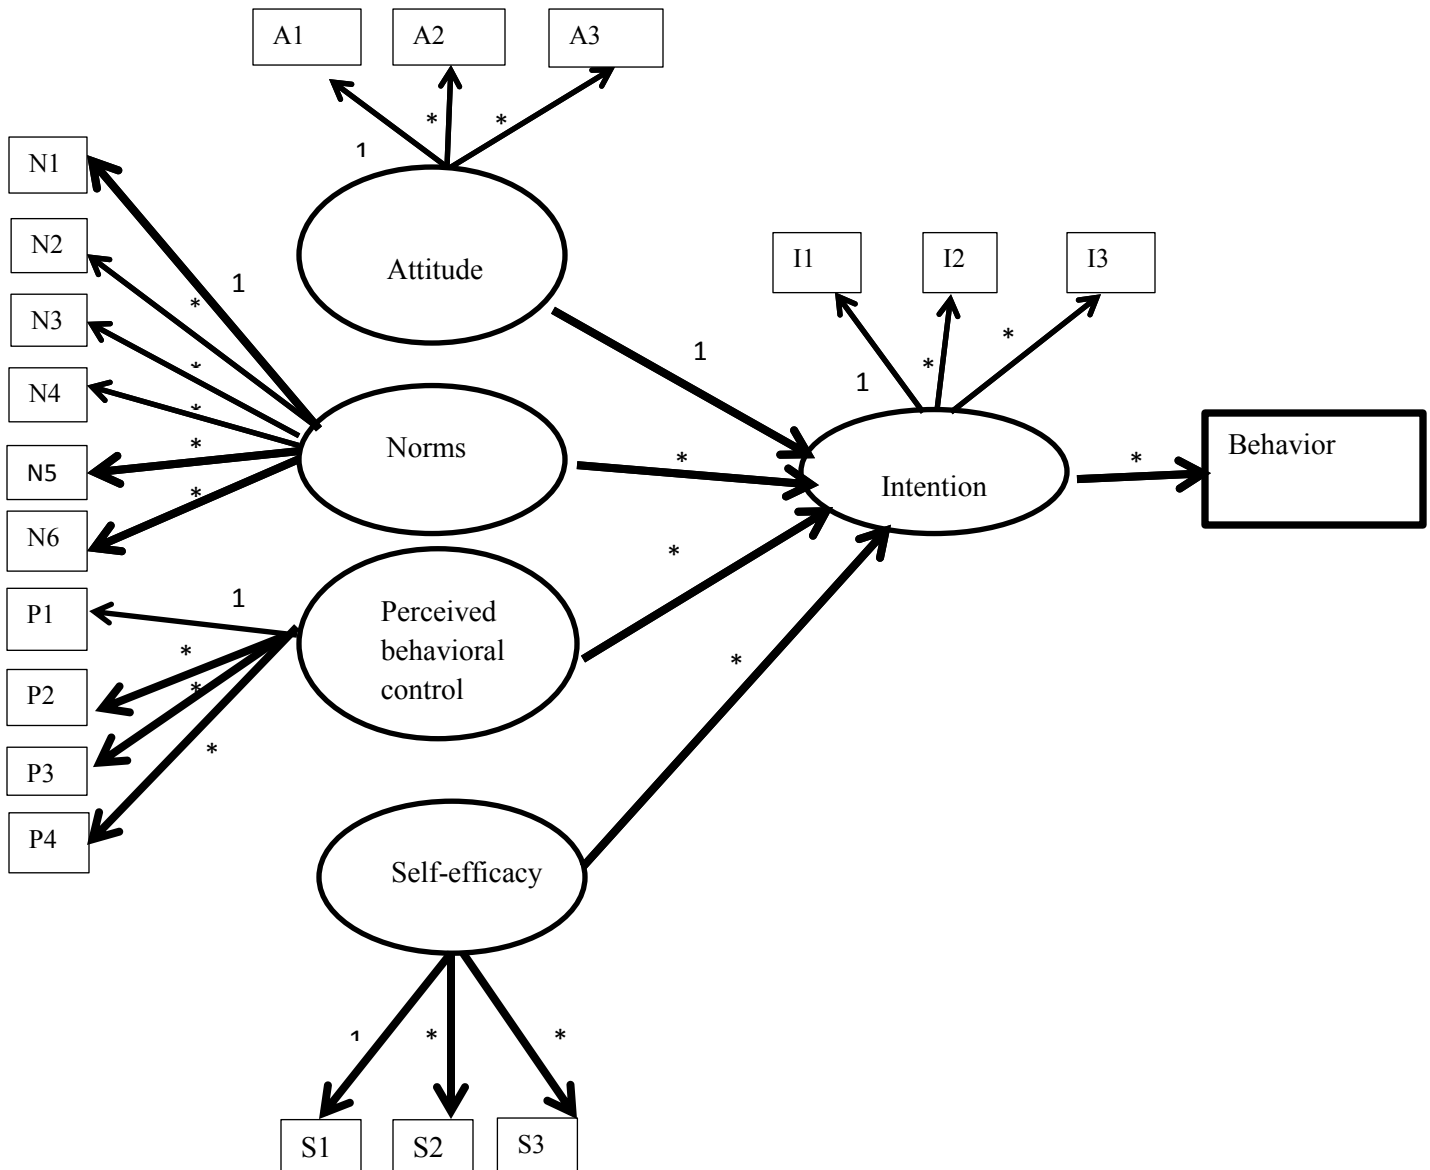 A1
A2
A3
1
*
*
N1
N2
N3
N4
N5
N6
1
*
*
*
*
*
Attitude
Norms
1
*
I1
I2
I3
1
*
*
Intention
*
Behavior
P1
P2
P3
P4
1
*
*
*
Perceived
behavioral
control
*
*
Self-efficacy
1
*
*
S1
S2
S3